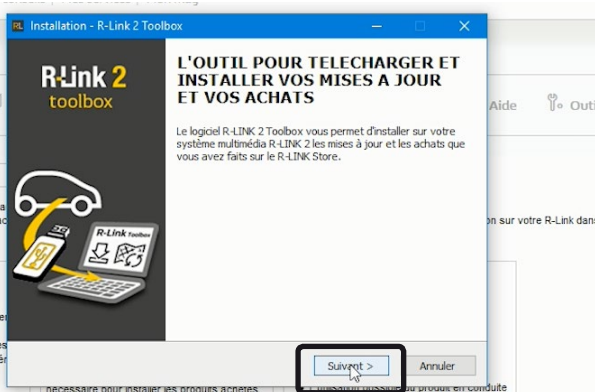 Installation - R-Link 2 Toolbox
R-Link 2
toolbox
L'OUTIL POUR TELECHARGER ET
INSTALLER VOS MISES A JOUR
ET VOS ACHATS
Le logiciel R-LINK 2 Toolbox vous permet d'installer sur votre
système multimédia R-LINK 2 les mises à jour et les achats que
vous avez faits sur le R-LINK Store.
R-Link Toolbox
Aide
Outi
on sur votre R-Link dans
Suivant >
Annuler
nécessaire pour installer les produits achetés.
du produit en conduite